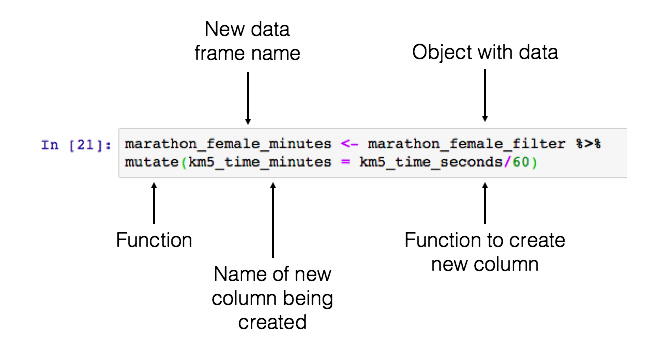 New data
frame name
Object with data
In [21]: marathon_female_minutes <- marathon_female_filter %>%
mutate(km5_time_minutes = km5_time_seconds/60)
Function
Name of new
column being
created
Function to create
new column